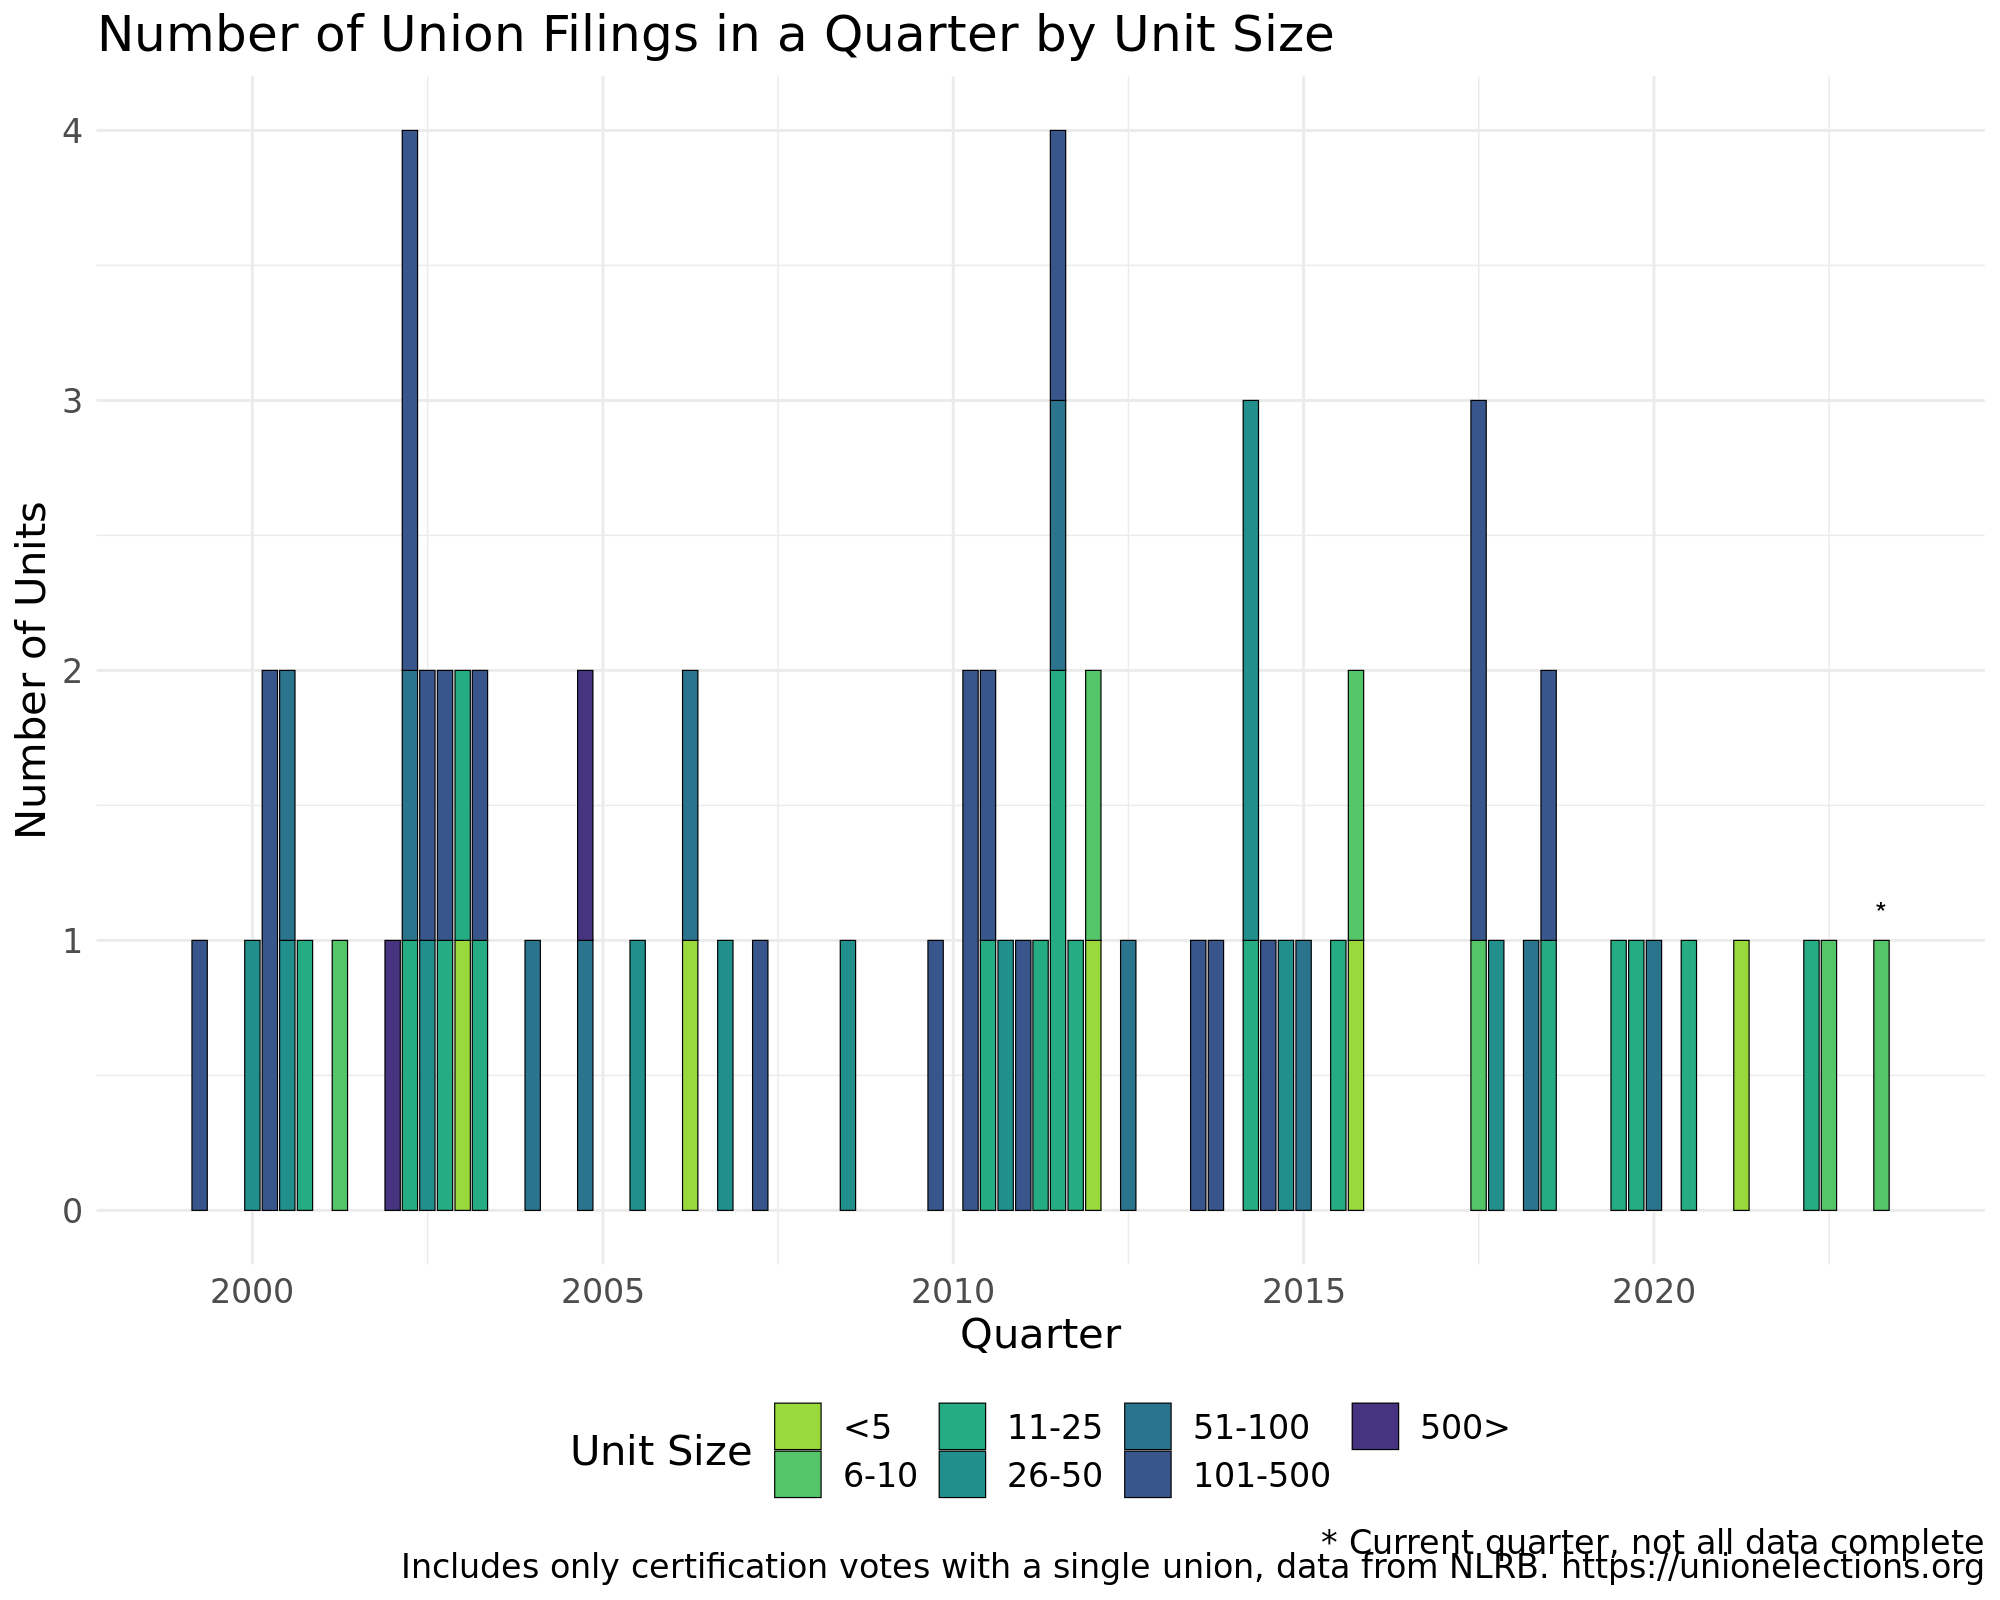 Number of Union Filings in a Quarter by Unit Size
4
3
2
1
0
Number of Units
*
2000 2005 2010 2015 2020
Quarter
Unit Size
<5 11-25 51-100 500>
6-10 26-50 101-500
* Current quarter, not all data complete
Includes only certification votes with a single union, data from NLRB. https://unionelections.org